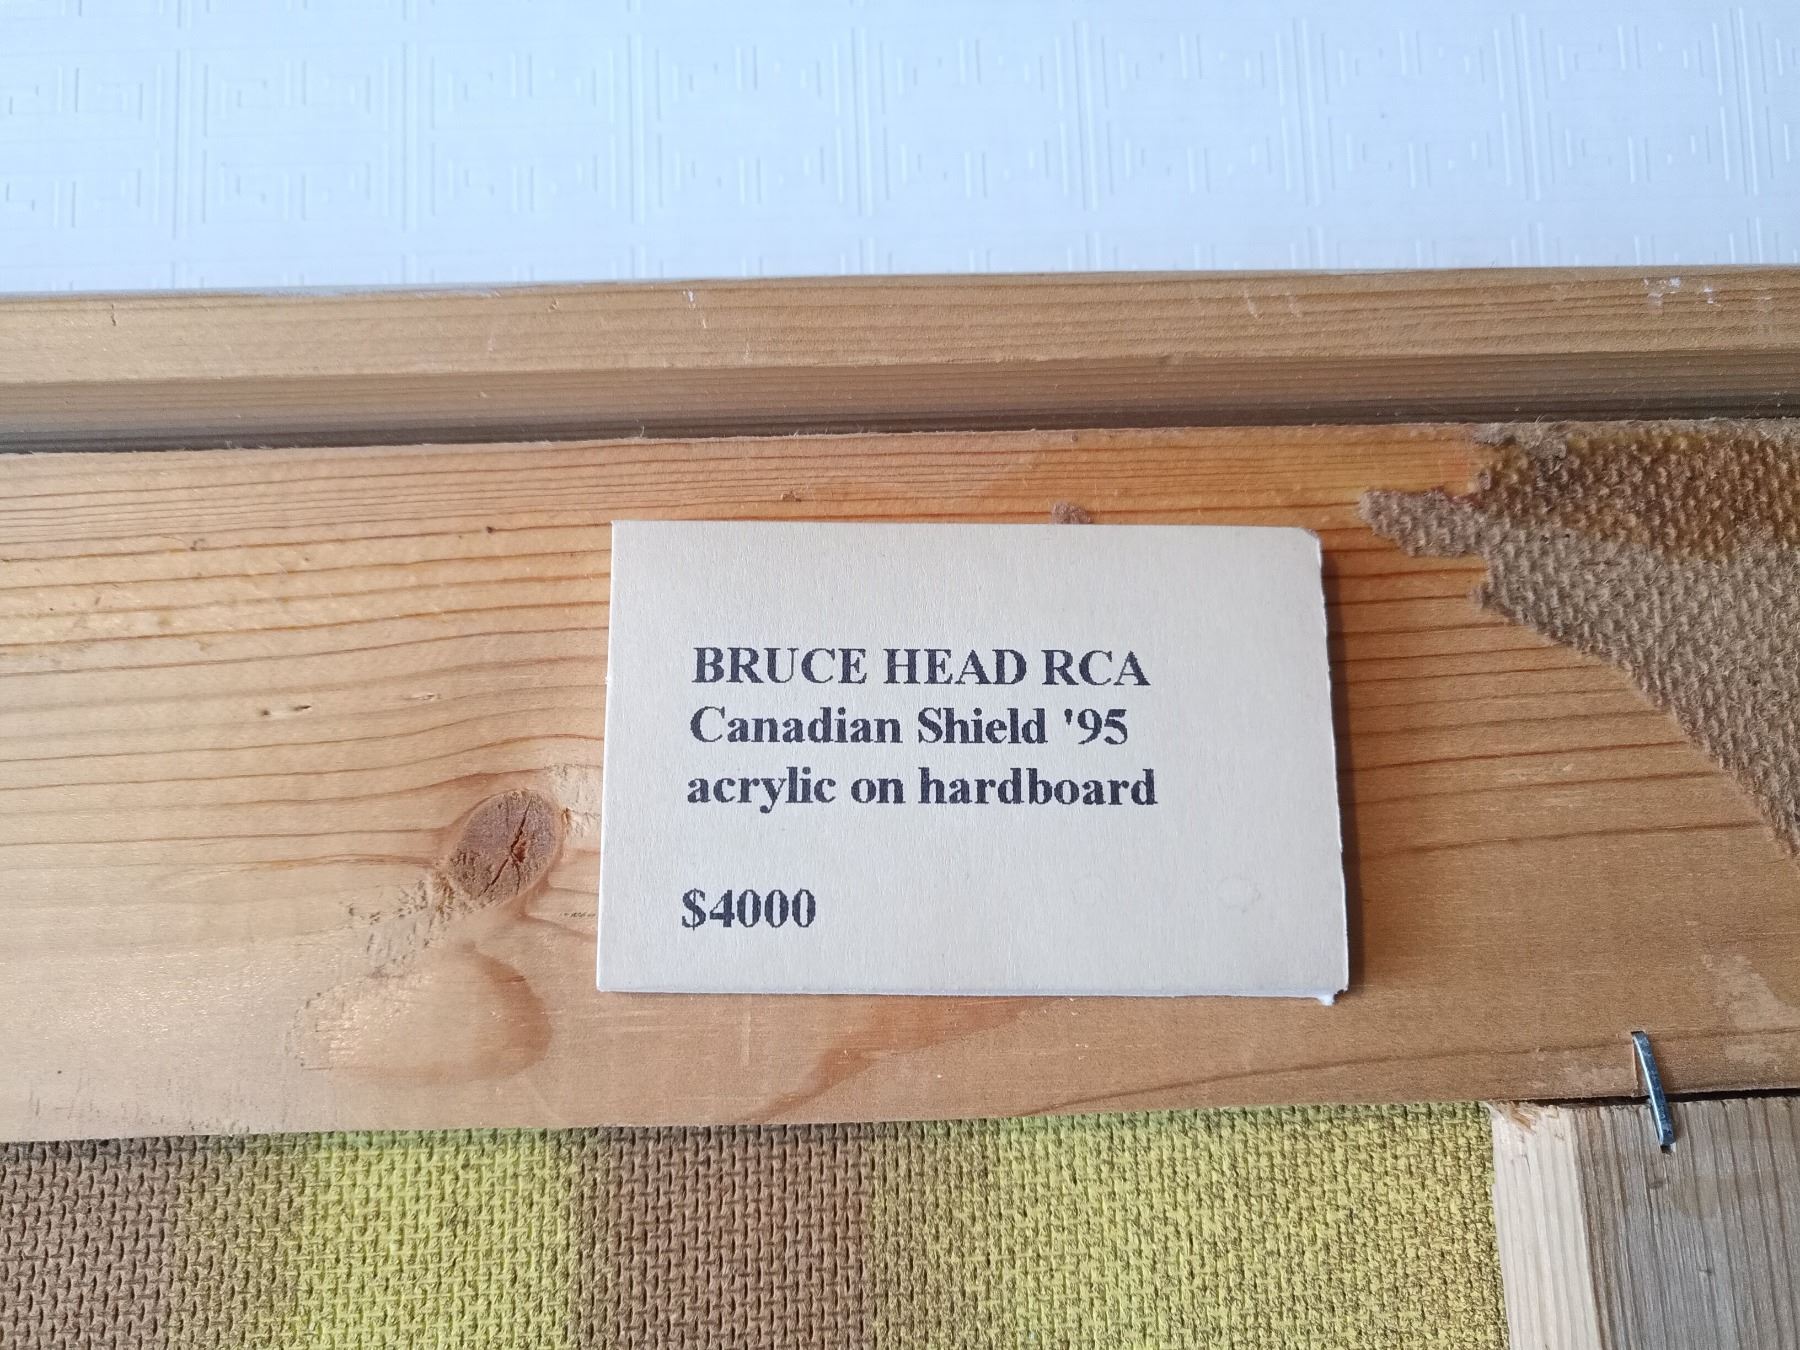 BRUCE HEAD RCA
Canadian Shield '95
acrylic on hardboard
$4000